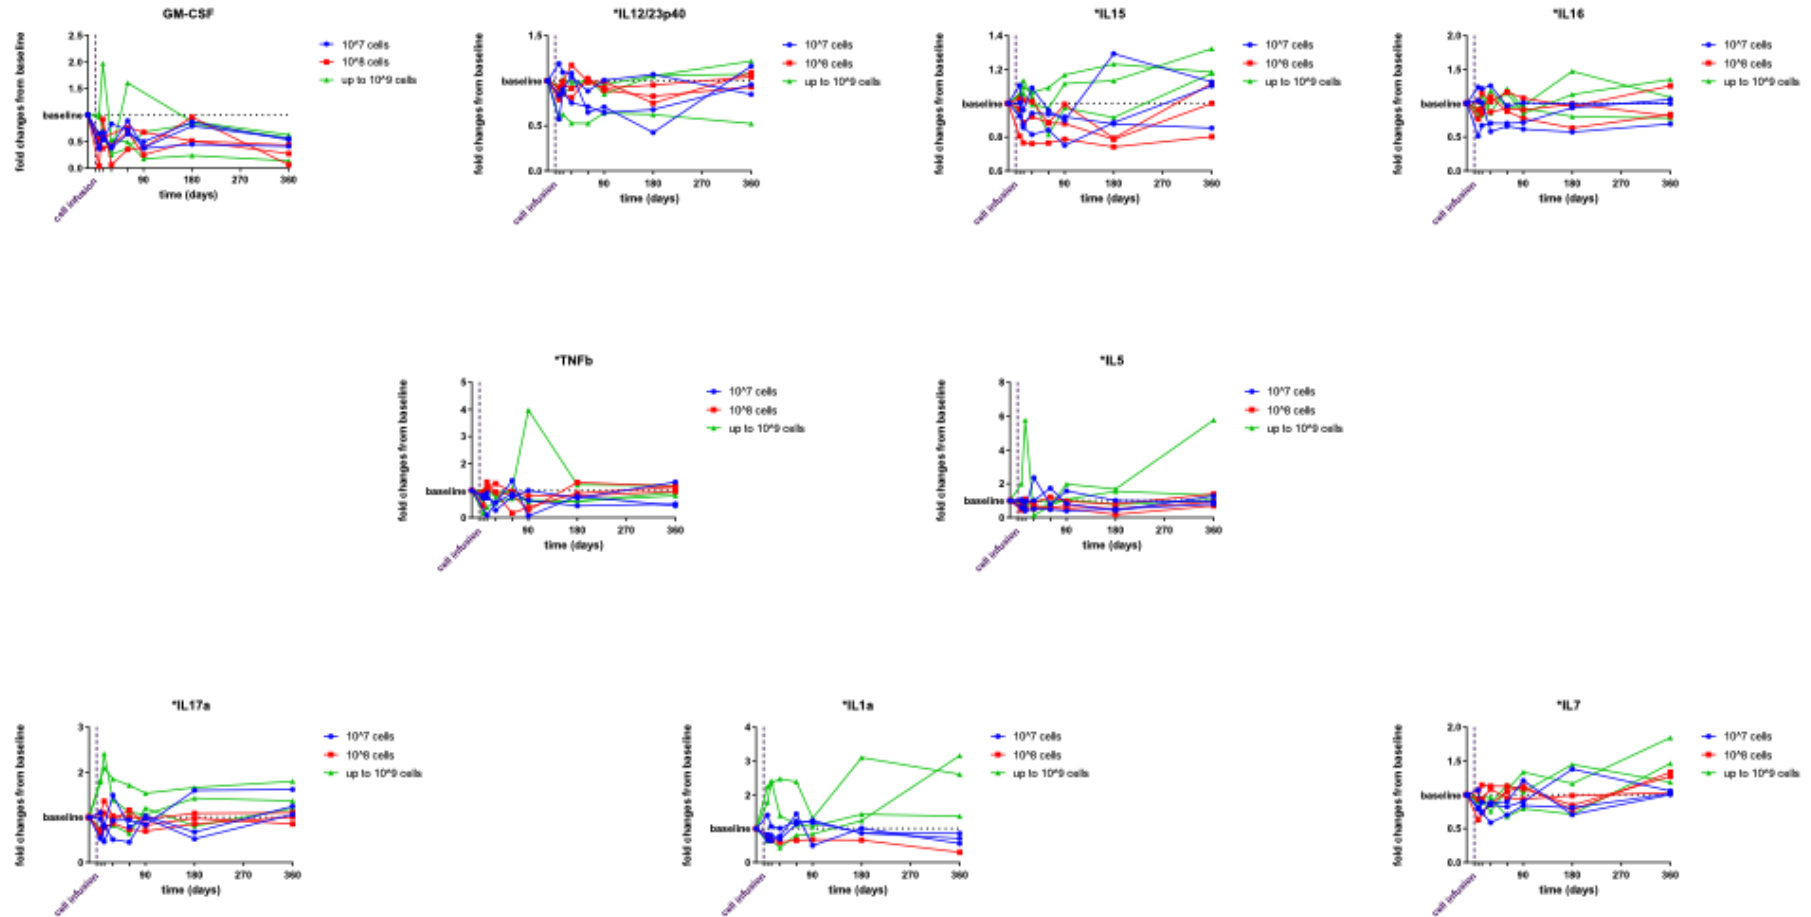 GM-CSF
fold changes from baseline
2.5
2.0
1.5
baseline
0.5
0.0
90
180
270
360
time (days)
cell infusion
10^7 cells
10^8 cells
up to 10^9 cells
*IL12/23p40
fold changes from baseline
1.5
baseline
0.5
0.0
90
180
270
360
time (days)
cell infusion
10^7 cells
10^8 cells
up to 10^9 cells
*IL15
fold changes from baseline
1.4
1.2
baseline
0.8
0.6
90
180
270
360
time (days)
cell infusion
10^7 cells
10^8 cells
up to 10^9 cells
*IL16
fold changes from baseline
2.0
1.5
baseline
0.5
0.0
90
180
270
360
time (days)
cell infusion
10^7 cells
10^8 cells
up to 10^9 cells
*TNFb
fold changes from baseline
5
4
3
2
baseline
0
90
180
270
360
time (days)
cell infusion
10^7 cells
10^8 cells
up to 10^9 cells
*IL5
fold changes from baseline
8
6
4
2
baseline
0
90
180
270
360
time (days)
cell infusion
10^7 cells
10^8 cells
up to 10^9 cells
*IL17a
fold changes from baseline
3
2
baseline
0
90
180
270
360
time (days)
cell infusion
10^7 cells
10^8 cells
up to 10^9 cells
*IL1a
fold changes from baseline
4
3
2
baseline
0
90
180
270
360
time (days)
cell infusion
10^7 cells
10^8 cells
up to 10^9 cells
*IL7
fold changes from baseline
2.0
1.5
baseline
0.5
0.0
90
180
270
360
time (days)
cell infusion
10^7 cells
10^8 cells
up to 10^9 cells